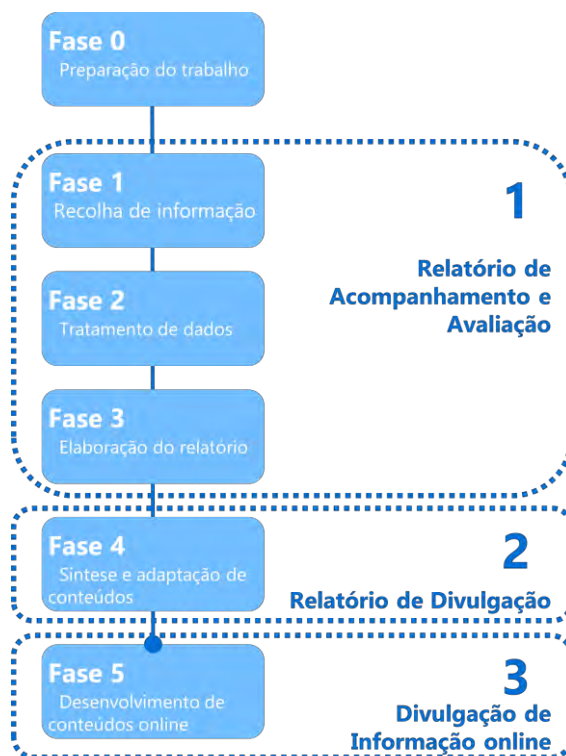 Fase 0
Preparação do trabalho
Fase 1
Recolha de informação
1
Relatório de
Acompanhamento e
Avaliação
Fase 2
Tratamento de dados
Fase 3
Elaboração do relatório
Fase 4
Síntese e adaptação de
conteúdos
2
Relatório de Divulgação
Fase 5
Desenvolvimento de
conteúdos online
3
Divulgação de
Informação online